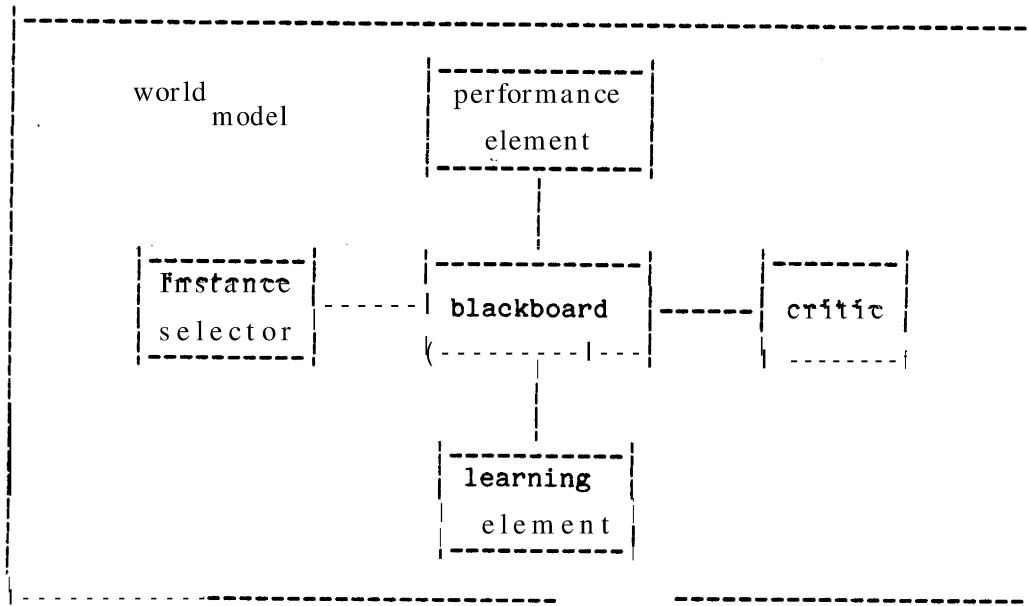 world
model
performance
element
Instance
selector
blackboard
critic
learning
element